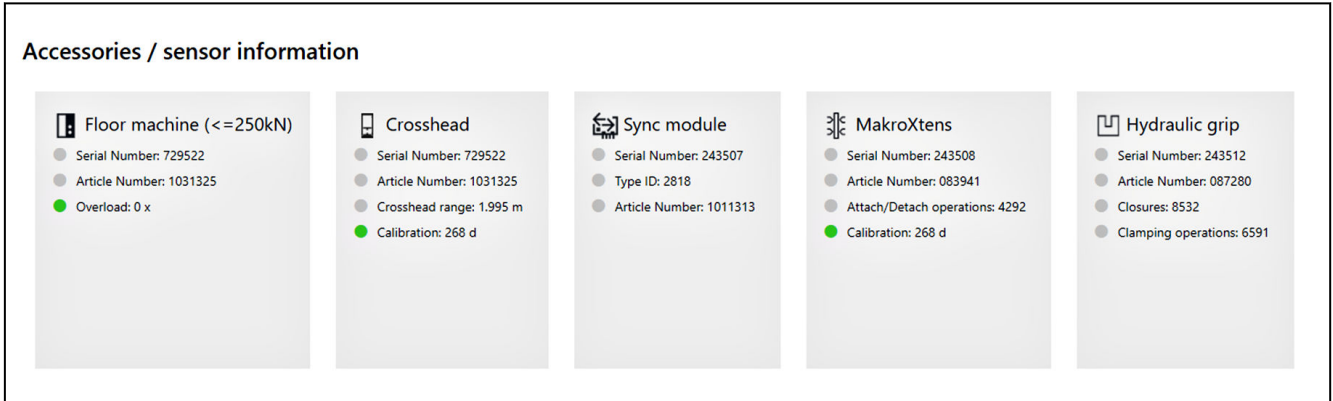 Accessories / sensor information
Floor machine (<=250kN)
Serial Number: 729522
Article Number: 1031325
Overload: 0 x
Crosshead
Serial Number: 729522
Article Number: 1031325
Crosshead range: 1.995 m
Calibration: 268 d
Sync module
Serial Number: 243507
Type ID: 2818
Article Number: 1011313
MakroXtens
Serial Number: 243508
Article Number: 083941
Attach/Detach operations: 4292
Calibration: 268 d
Hydraulic grip
Serial Number: 243512
Article Number: 087280
Closures: 8532
Clamping operations: 6591